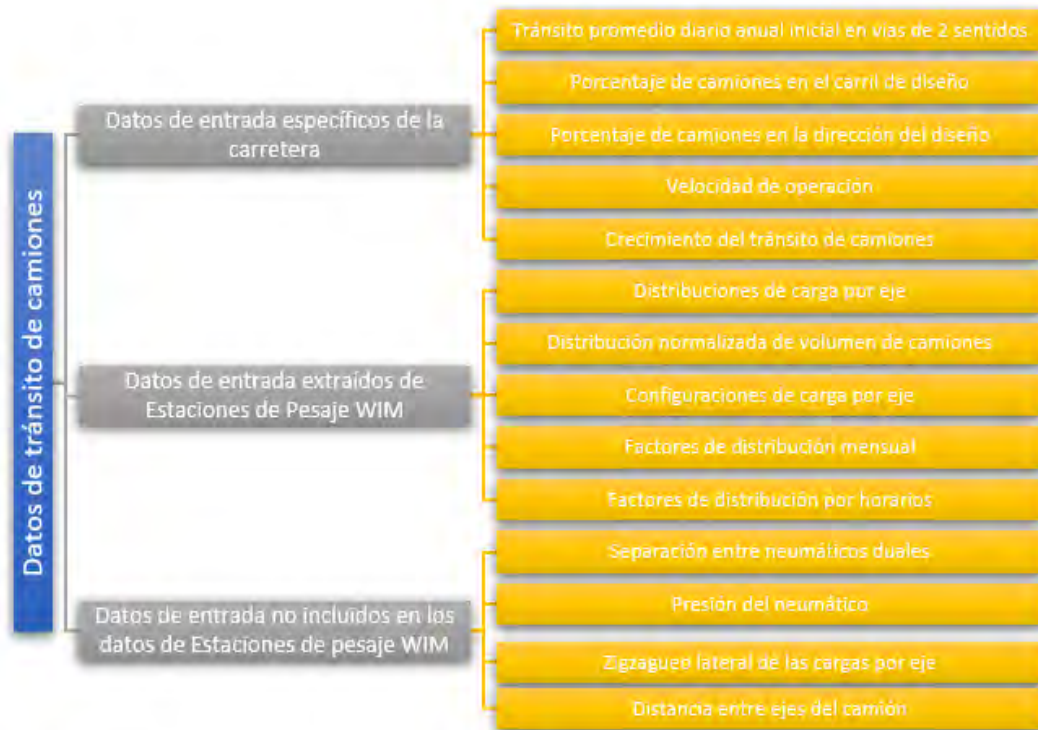 Datos de tránsito de camiones
Datos de entrada específicos de la
carretera
Tránsito promedio diario anual inicial en vías de 2 sentidos
Porcentaje de camiones en el carril de diseño
Porcentaje de camiones en la dirección del diseño
Velocidad de operación
Crecimiento del tránsito de camiones
Datos de entrada extraídos de
Estaciones de Pesaje WIM
Distribuciones de carga por eje
Distribución normalizada de volumen de camiones
Configuraciones de carga por eje
Factores de distribución mensual
Factores de distribución por horarios
Datos de entrada no incluidos en los
datos de Estaciones de pesaje WIM
Separación entre neumáticos duales
Presión del neumático
Zigzagueo lateral de las cargas por eje
Distancia entre ejes del camión